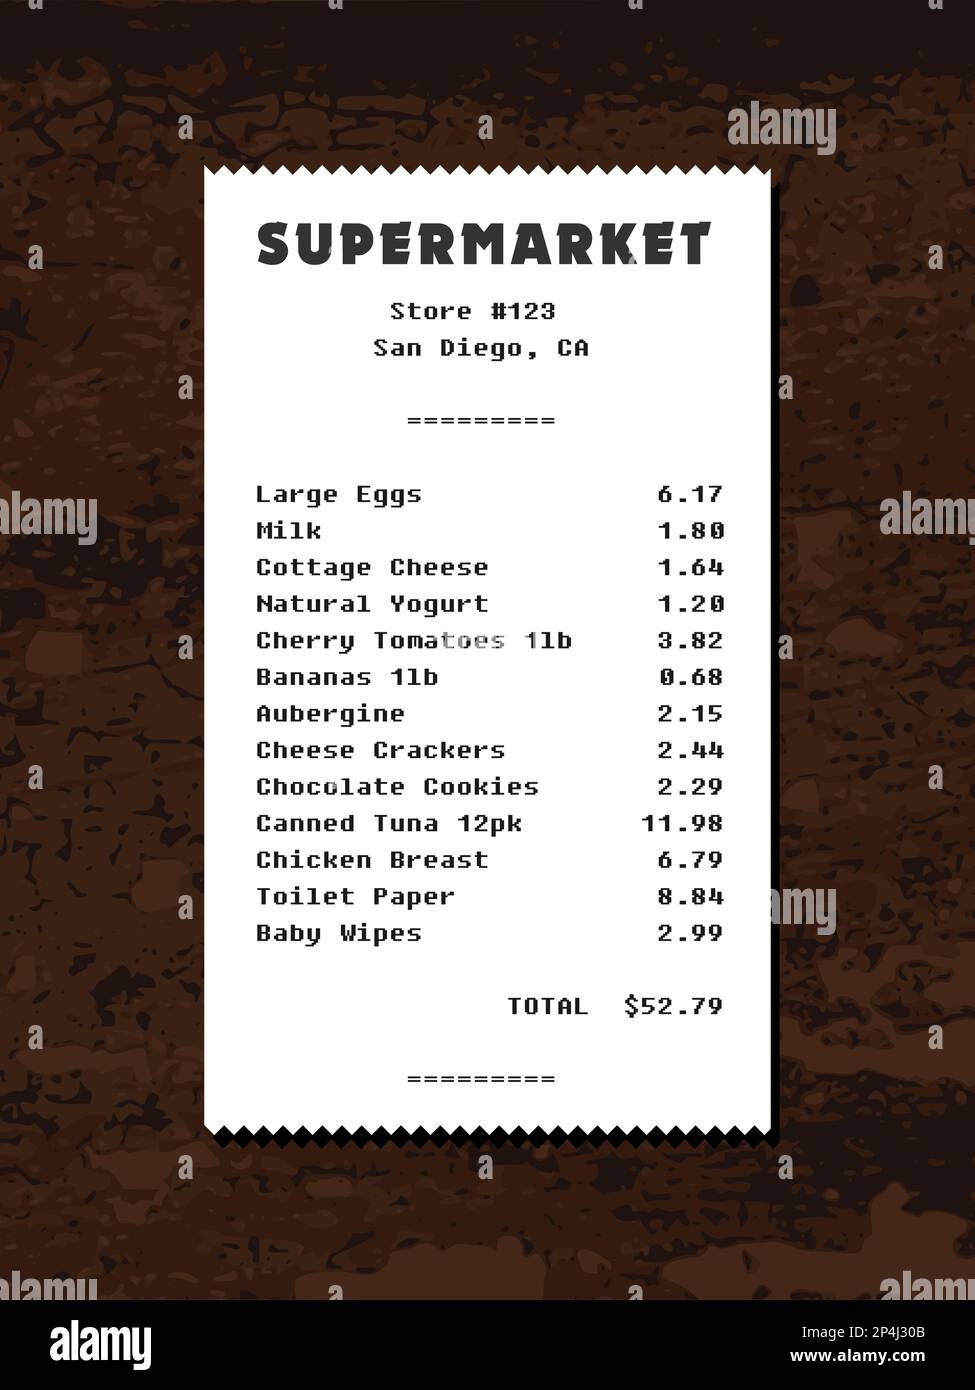 SUPERMARKET
Store #123
San Diego, CA
=========
Large Eggs 6.17
Milk 1.80
Cottage Cheese 1.64
Natural Yogurt 1.20
Cherry Tomatoes 1lb 3.82
Bananas 1lb 0.68
Aubergine 2.15
Cheese Crackers 2.44
Chocolate Cookies 2.29
Canned Tuna 12pk 11.98
Chicken Breast 6.79
Toilet Paper 8.84
Baby Wipes 2.99
TOTAL $52.79
=========
alamy
Image ID: 2P4J30B
www.alamy.com